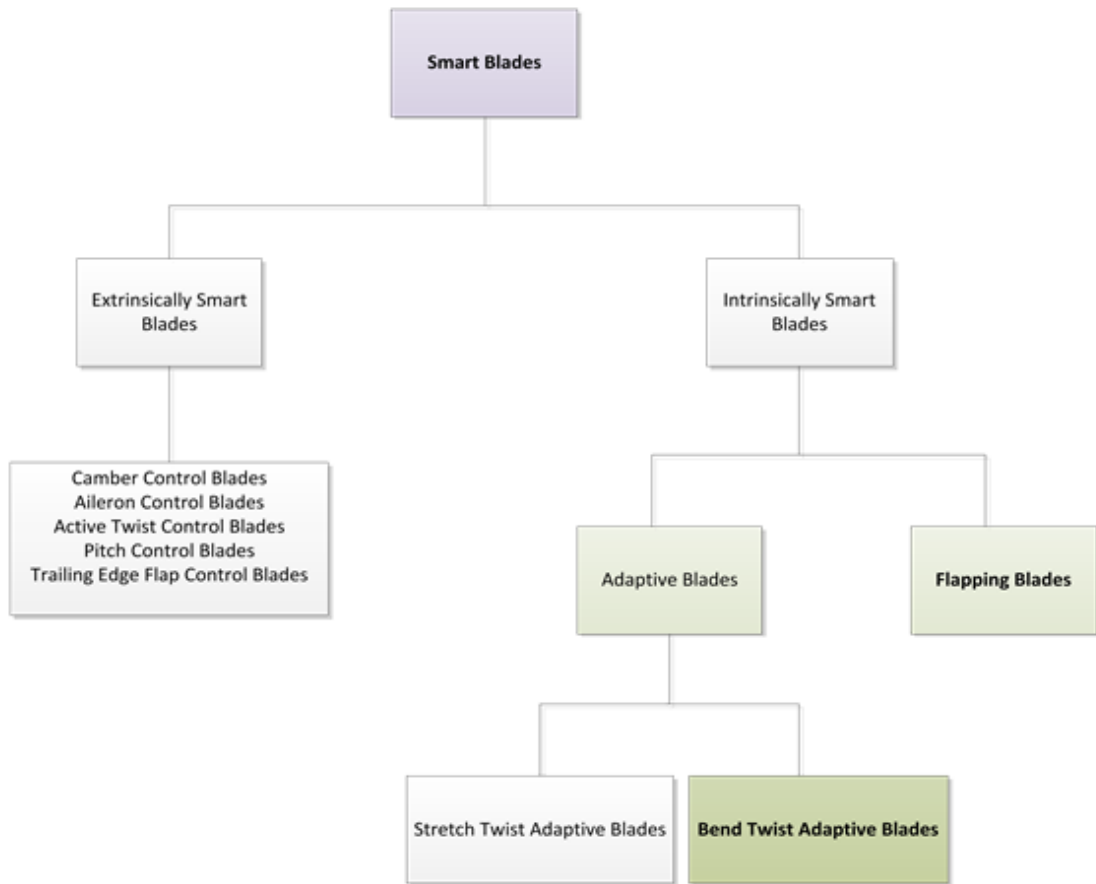 Smart Blades
Extrinsically Smart
Blades
Intrinsically Smart
Blades
Camber Control Blades
Aileron Control Blades
Active Twist Control Blades
Pitch Control Blades
Trailing Edge Flap Control Blades
Adaptive Blades
Flapping Blades
Stretch Twist Adaptive Blades
Bend Twist Adaptive Blades